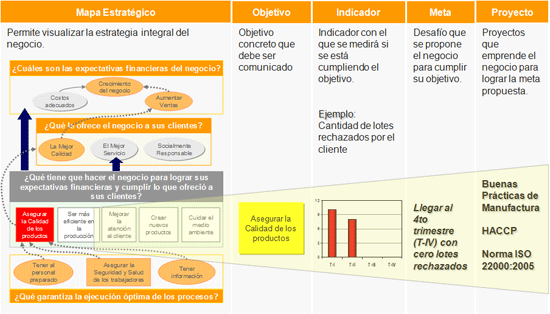 Mapa Estratégico
Permite visualizar la estrategia integral del
negocio.
¿Cuáles son las expectativas financieras del negocio?
Crecimiento
del negocio
Costos
adecuados
Aumentar
Ventas
¿Qué le ofrece el negocio a sus clientes?
La Mejor
Calidad
El Mejor
Servicio
Socialmente
Responsable
¿Qué tiene que hacer el negocio para lograr sus
expectativas financieras y cumplir lo que ofreció a
sus clientes?
Asegurar
la Calidad
de los
productos
Ser más
eficiente en
la
producción
Mejorar
la
atención al
cliente
Crear
nuevos
productos
Cuidar el
medio
ambiente
Tener al
personal
preparado
Asegurar la
Seguridad y Salud
de los trabajadores
Tener
información
¿Qué garantiza la ejecución óptima de los procesos?
Objetivo
Objetivo
concreto que
debe ser
comunicado
Asegurar la
Calidad de los
productos
Indicador
Indicador con el
que se medirá si
se está
cumpliendo el
objetivo.
Ejemplo:
Cantidad de lotes
rechazados por el
cliente
12
10
8
6
4
2
0
T-I
T-II
T-III
T-IV
Meta
Desafío que
se propone
el negocio
para cumplir
su objetivo.
Llegar al
4to
trimestre
(T-IV) con
cero lotes
rechazados
Proyecto
Proyectos
que
emprende el
negocio para
lograr la meta
propuesta.
Buenas
Prácticas de
Manufactura
HACCP
Norma ISO
22000:2005